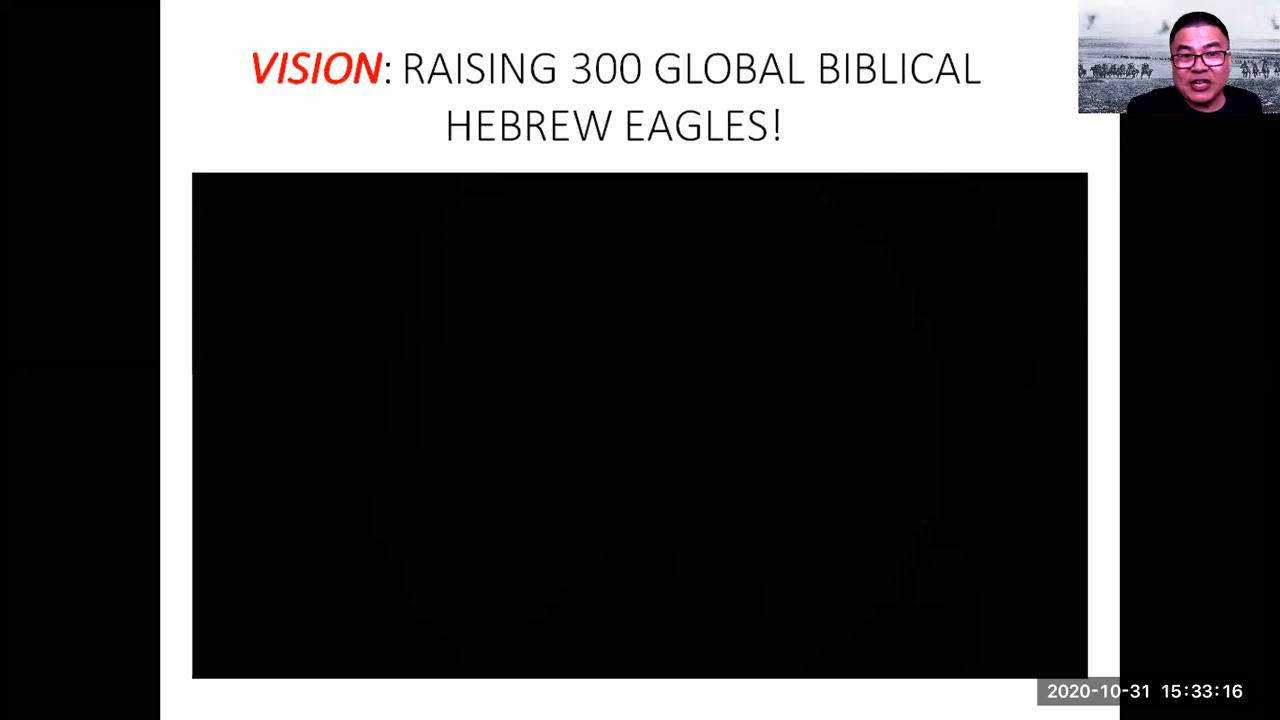 VISION: RAISING 300 GLOBAL BIBLICAL
HEBREW EAGLES!
2020-10-31 15:33:16